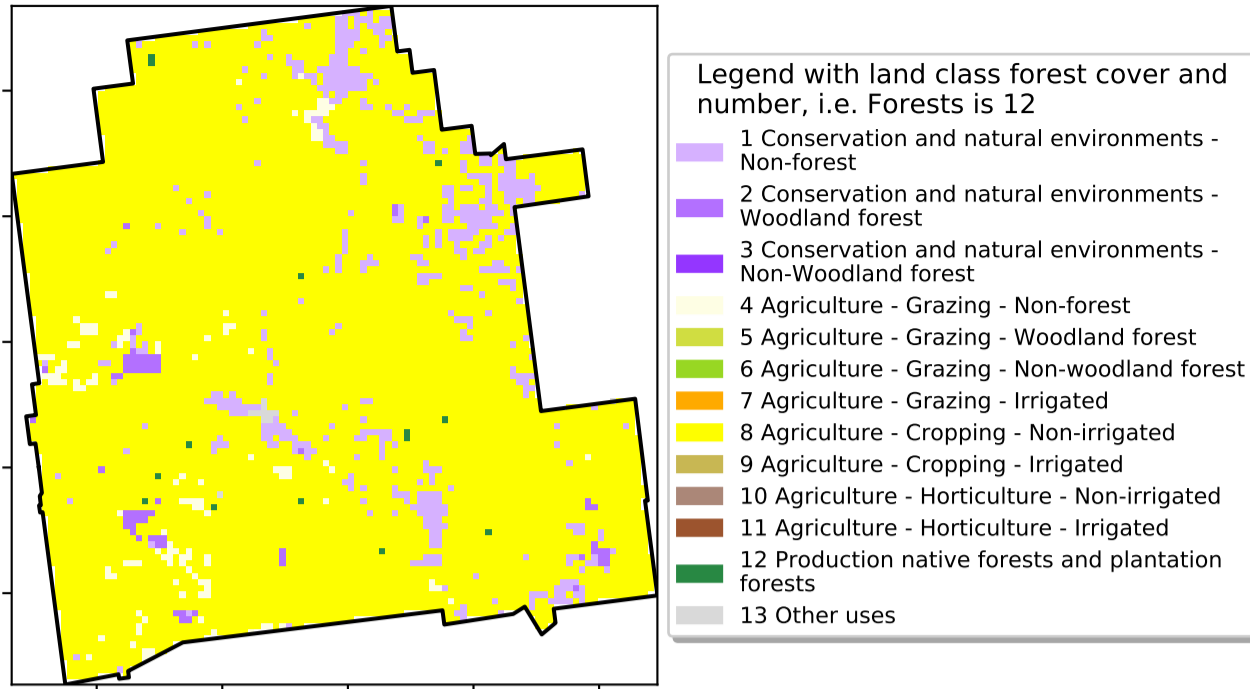 Legend with land class forest cover and
number, i.e. Forests is 12
1 Conservation and natural environments -
Non-forest
2 Conservation and natural environments -
Woodland forest
3 Conservation and natural environments -
Non-Woodland forest
4 Agriculture - Grazing - Non-forest
5 Agriculture - Grazing - Woodland forest
6 Agriculture - Grazing - Non-woodland forest
7 Agriculture - Grazing - Irrigated
8 Agriculture - Cropping - Non-irrigated
9 Agriculture - Cropping - Irrigated
10 Agriculture - Horticulture - Non-irrigated
11 Agriculture - Horticulture - Irrigated
12 Production native forests and plantation
forests
13 Other uses